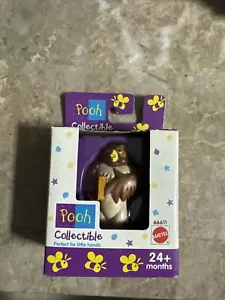 Pooh
Collectible
Pooh
Collectible
Perfect for little hands
66611
MATTEL
24+
months